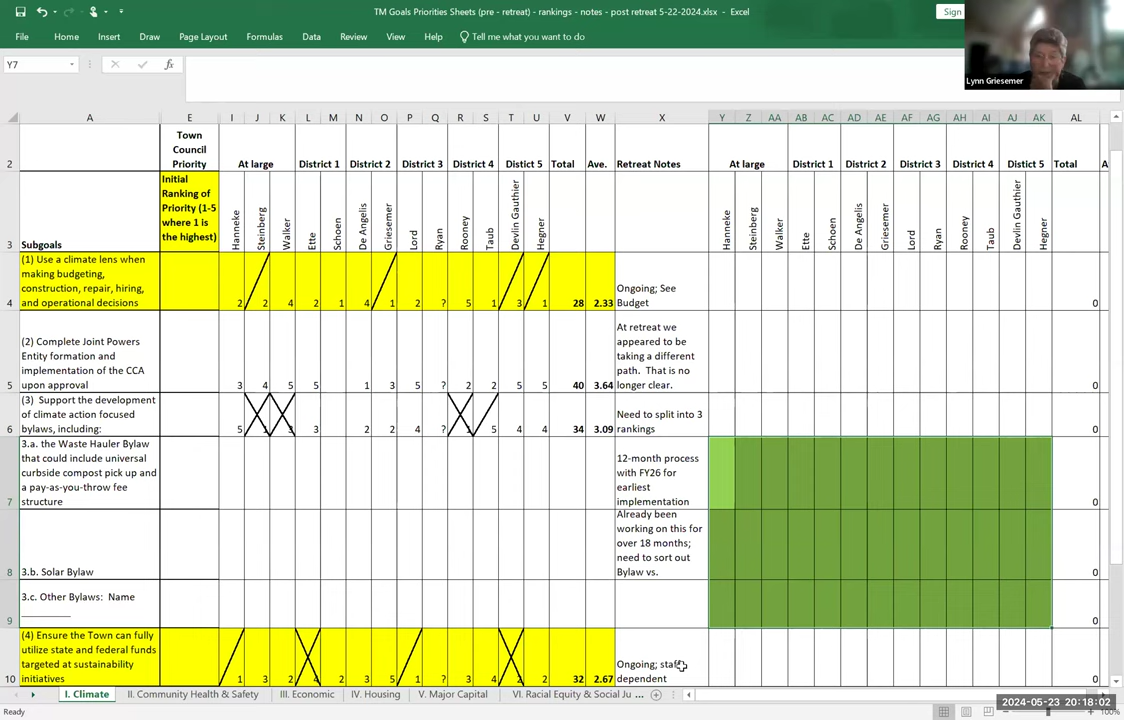 TM Goals Priorities Sheets (pre - retreat) - rankings - notes - post retreat 5-22-2024.xlsx - Excel
Sign
File Home Insert Draw Page Layout Formulas Data Review View Help Tell me what you want to do
Lynn Griesemer
Y7 fx
A E I J K L M N O P Q R S T U V W X Y Z AA AB AC AD AE AF AG AH AI AJ AK AL
2 Town Council Priority At large District 1 District 2 District 3 District 4 Distict 5 Total Ave. Retreat Notes At large District 1 District 2 District 3 District 4 Distict 5 Total A
3 Subgoals
Initial
Ranking of
Priority (1-5
where 1 is
the highest)
Hanneke Steinberg Walker Ette Schoen De Angelis Griesemer Lord Ryan Rooney Taub Devlin Gauthier Hegner
Hanneke Steinberg Walker Ette Schoen De Angelis Griesemer Lord Ryan Rooney Taub Devlin Gauthier Hegner
(1) Use a climate lens when
making budgeting,
construction, repair, hiring,
and operational decisions
4 2 2 4 2 1 4 1 2 ? 5 1 3 1 28 2.33
Ongoing; See
Budget
0
(2) Complete Joint Powers
Entity formation and
implementation of the CCA
upon approval
5 3 4 5 5 1 3 5 ? 2 2 5 5 40 3.64
At retreat we
appeared to be
taking a different
path. That is no
longer clear.
0
(3) Support the development
of climate action focused
bylaws, including:
6 5 3 2 2 4 ? 5 4 4 34 3.09
Need to split into 3
rankings
0
3.a. the Waste Hauler Bylaw
that could include universal
curbside compost pick up and
a pay-as-you-throw fee
structure
7
12-month process
with FY26 for
earliest
implementation
0
8 3.b. Solar Bylaw
Already been
working on this for
over 18 months;
need to sort out
Bylaw vs.
0
3.c. Other Bylaws: Name
__________
9 0
(4) Ensure the Town can fully
utilize state and federal funds
targeted at sustainability
initiatives
10 1 3 2 2 3 5 1 ? 3 4 2 32 2.67
Ongoing; staff
dependent
0
I. Climate II. Community Health & Safety III. Economic IV. Housing V. Major Capital VI. Racial Equity & Social Ju ...
Ready
2024-05-23 20:18:02
100%